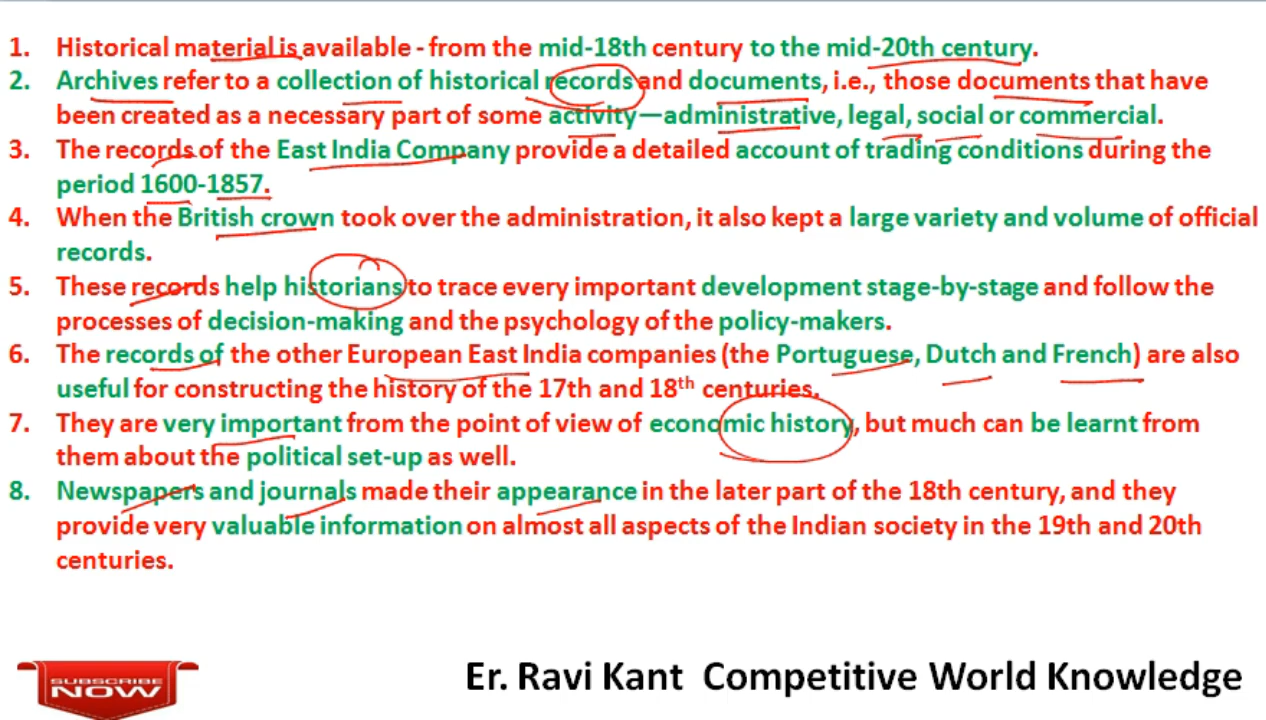 1. Historical material is available - from the mid-18th century to the mid-20th century.
2. Archives refer to a collection of historical records and documents, i.e., those documents that have
been created as a necessary part of some activity—administrative, legal, social or commercial.
3. The records of the East India Company provide a detailed account of trading conditions during the
period 1600-1857.
4. When the British crown took over the administration, it also kept a large variety and volume of official
records.
5. These records help historians to trace every important development stage-by-stage and follow the
processes of decision-making and the psychology of the policy-makers.
6. The records of the other European East India companies (the Portuguese, Dutch and French) are also
useful for constructing the history of the 17th and 18th centuries.
7. They are very important from the point of view of economic history, but much can be learnt from
them about the political set-up as well.
8. Newspapers and journals made their appearance in the later part of the 18th century, and they
provide very valuable information on almost all aspects of the Indian society in the 19th and 20th
centuries.
SUBSCRIBE
NOW
Er. Ravi Kant Competitive World Knowledge